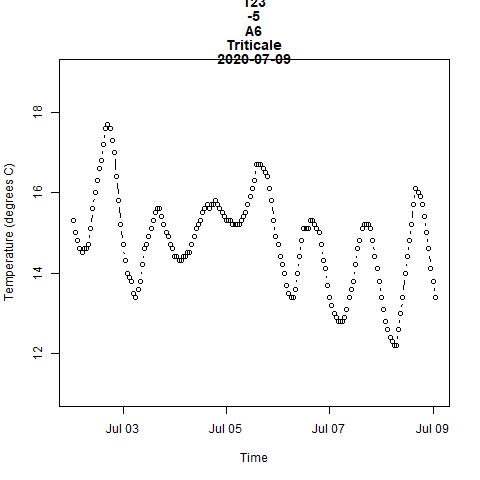 123
-5
A6
Triticale
2020-07-09
Temperature (degrees C)
18
16
14
12
Jul 03 Jul 05 Jul 07 Jul 09
Time